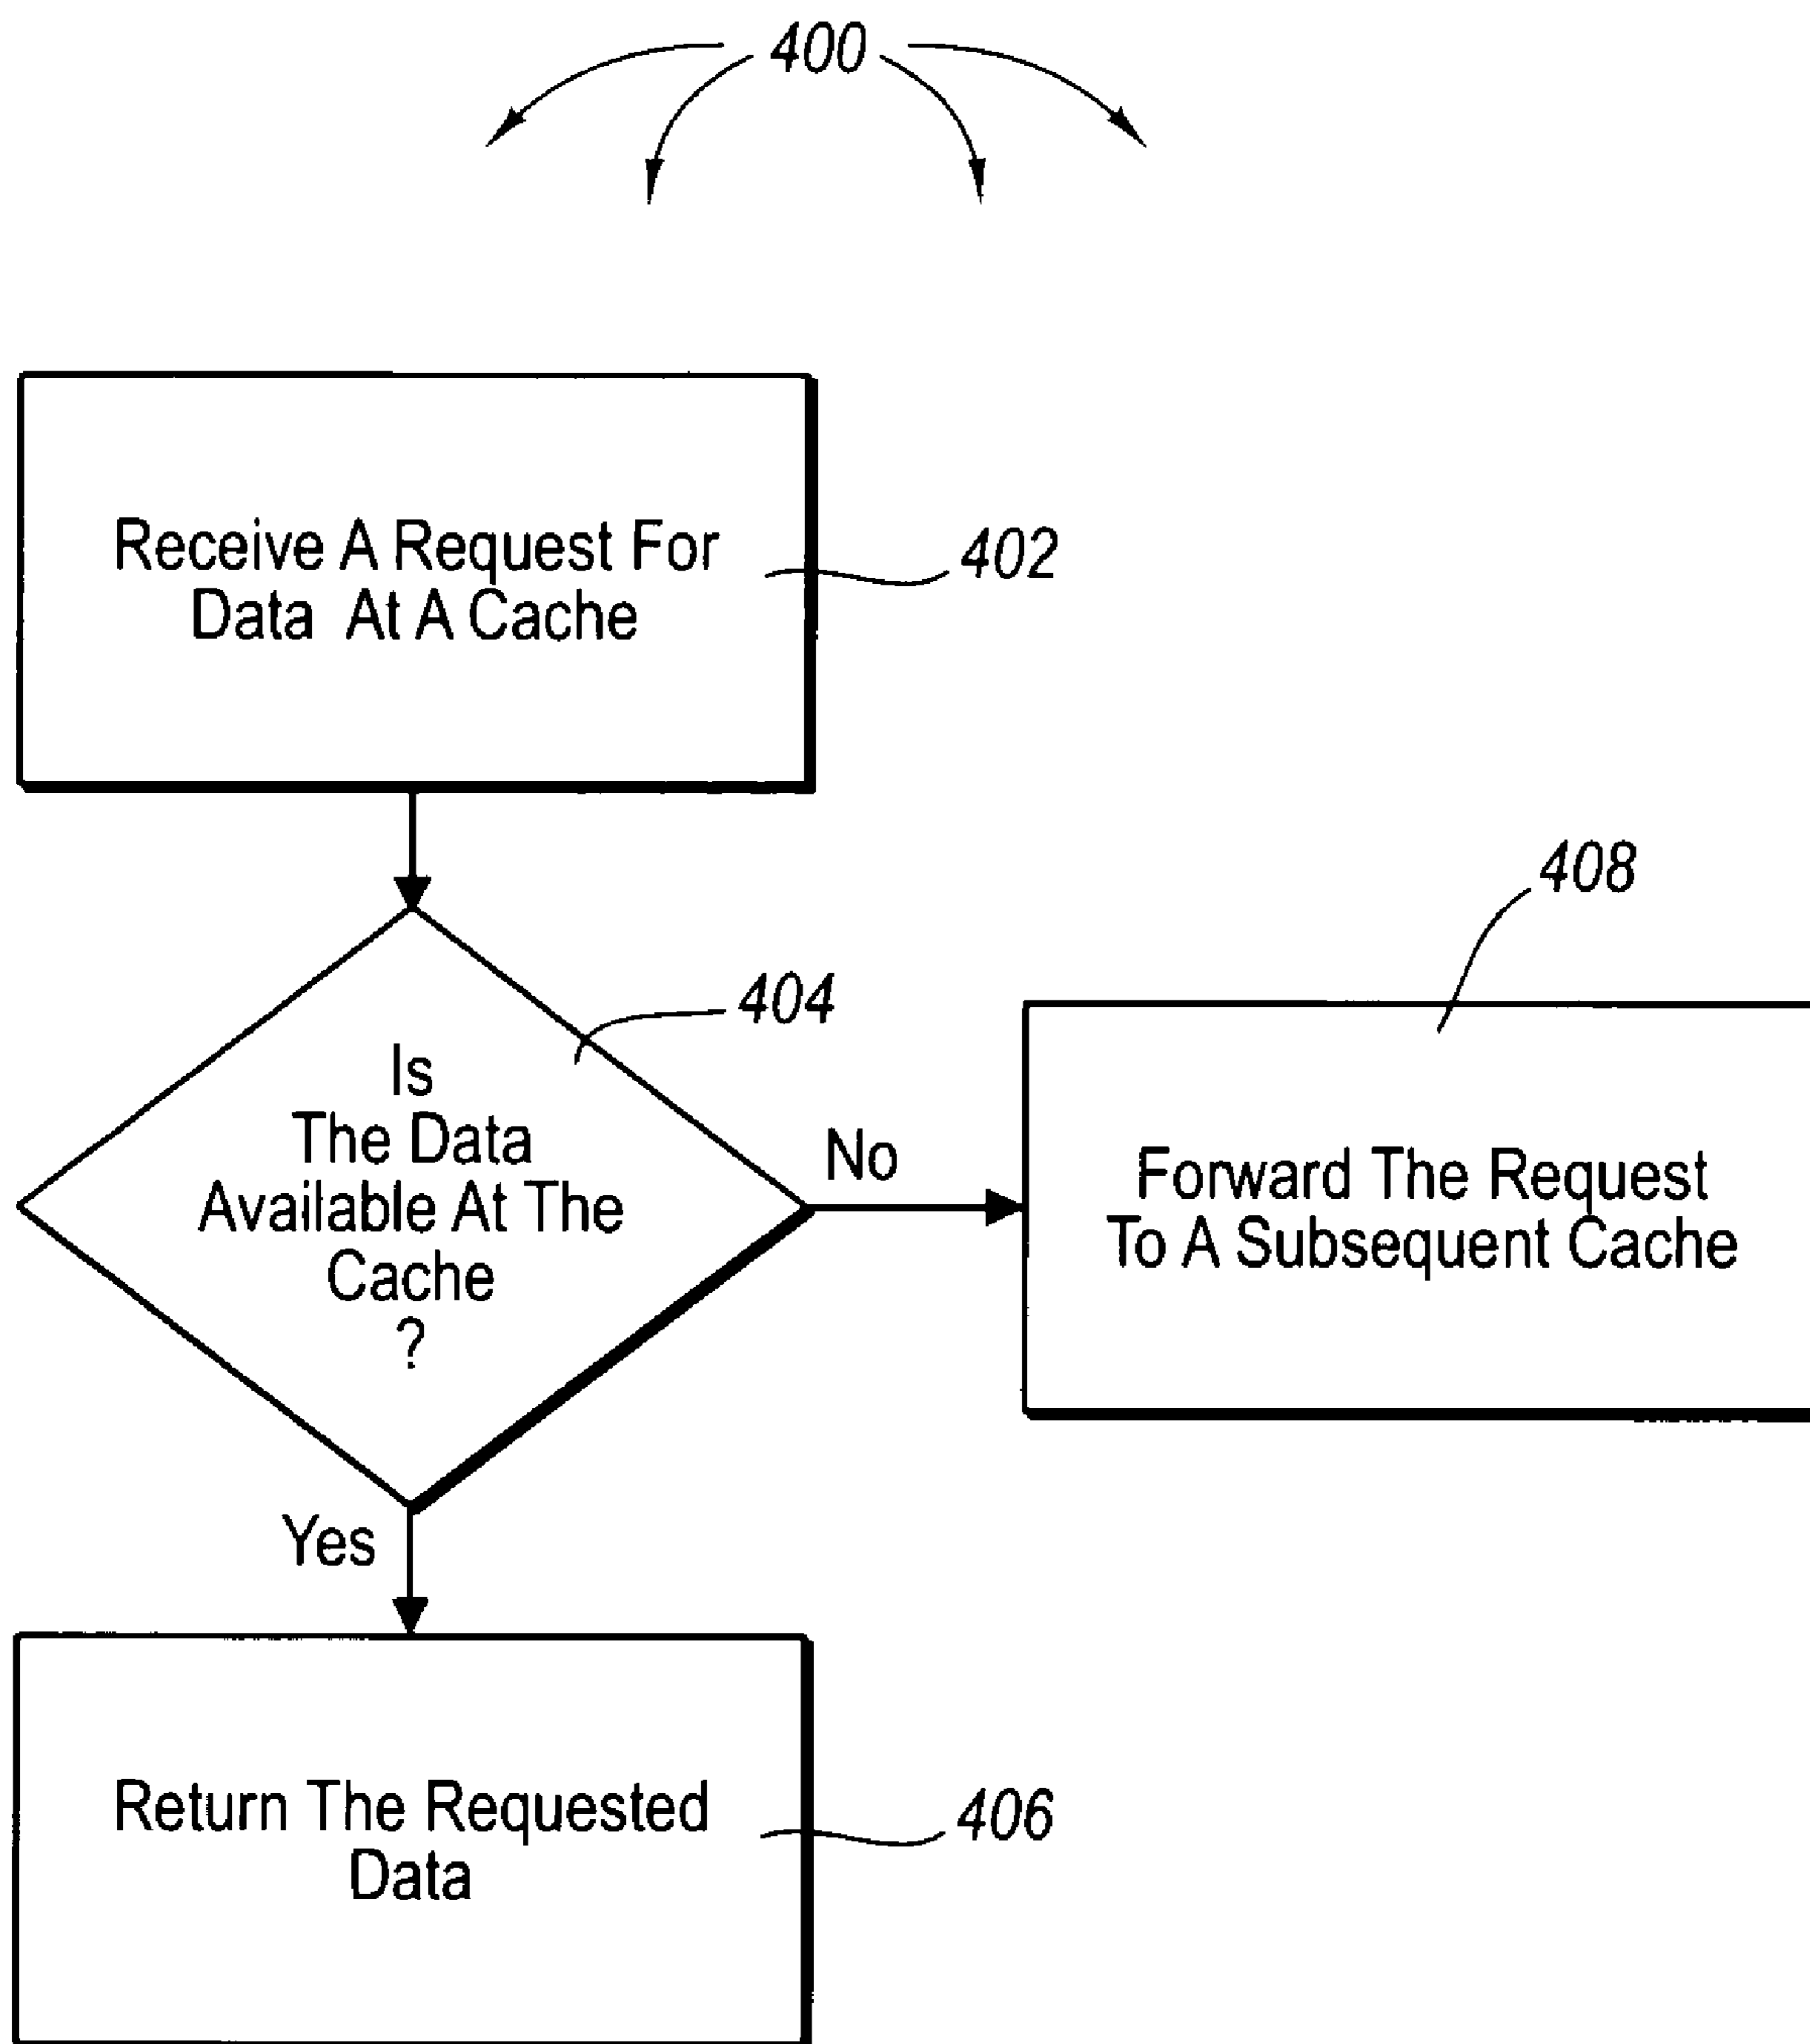 400
Receive A Request For
Data At A Cache
402
408
404
Is
The Data
Available At The
Cache
?
No
Forward The Request
To A Subsequent Cache
Yes
Return The Requested
Data
406